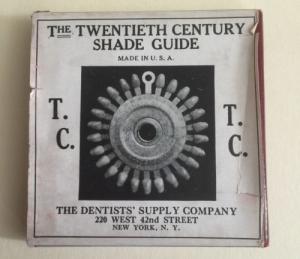 THE TWENTIETH CENTURY
SHADE GUIDE
MADE IN U. S. A.
T.
C.
T.
C.
THE DENTISTS' SUPPLY COMPANY
220 WEST 42nd STREET
NEW YORK, N. Y.